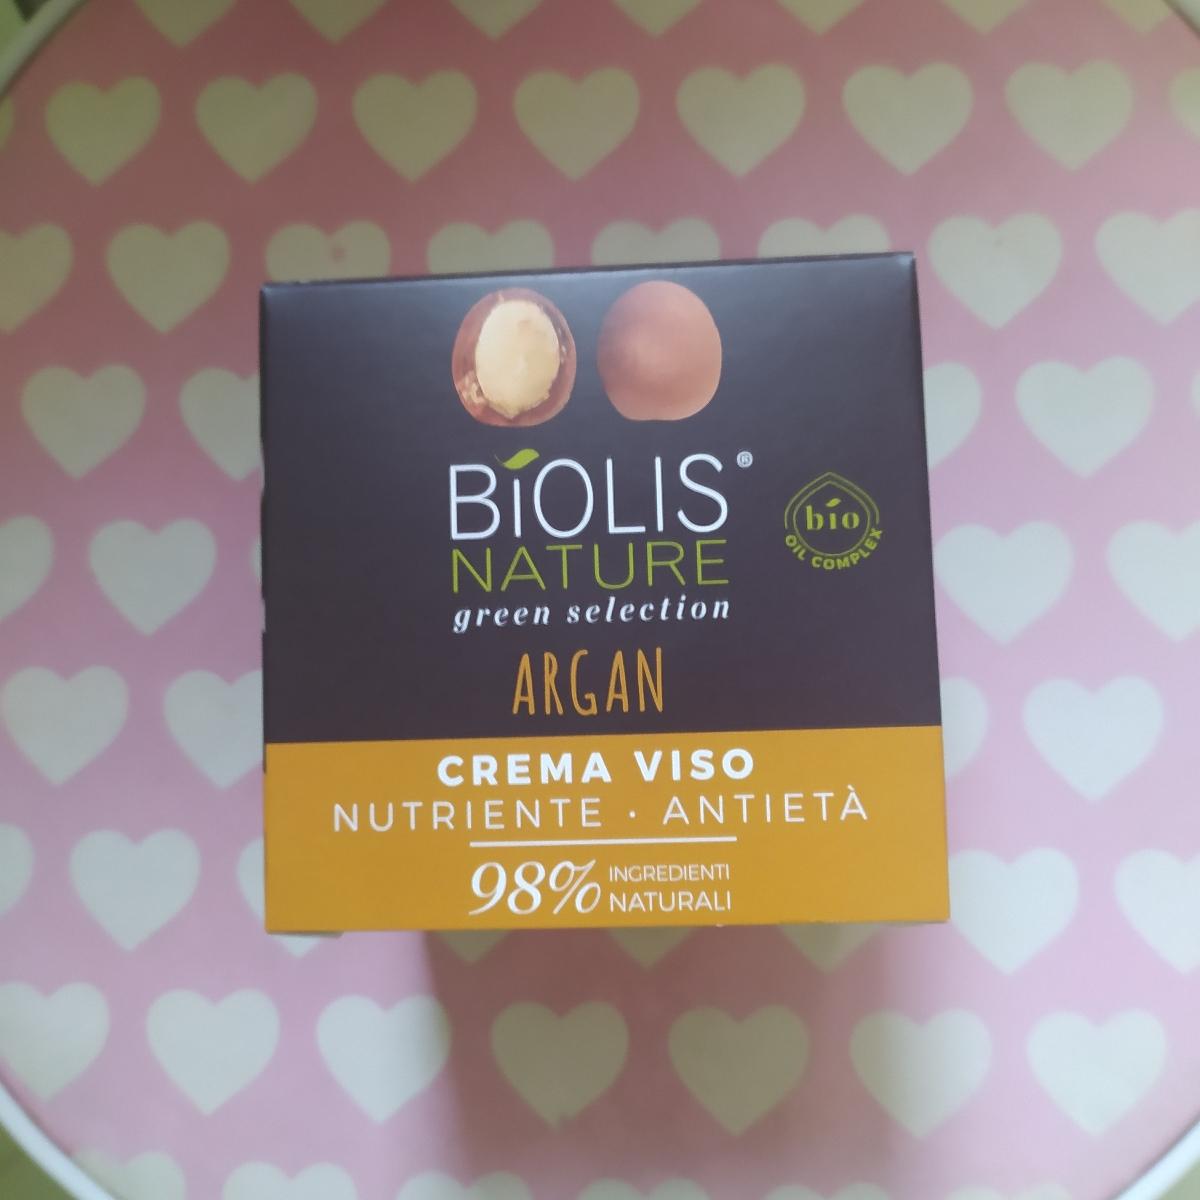 BIOLIS®
NATURE
green selection
bio
OIL COMPLEX
ARGAN
CREMA VISO
NUTRIENTE · ANTIETÀ
98% INGREDIENTI
NATURALI